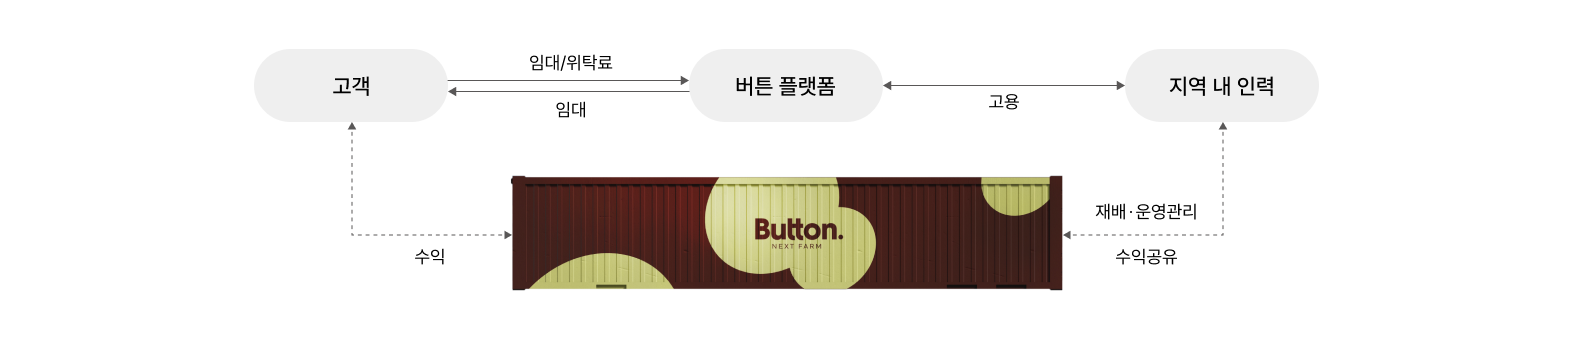 고객
임대/위탁료
임대
버튼 플랫폼
고용
지역 내 인력
수익
Button.
NEXT FARM
재배·운영관리
수익공유